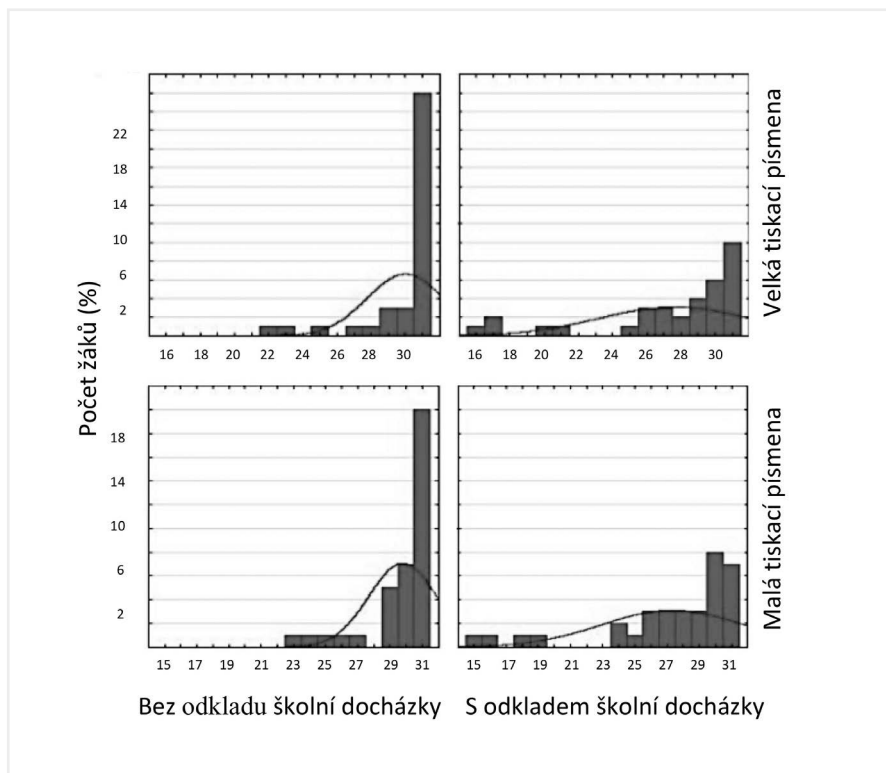 22
18
14
10
6
2
16 18 20 22 24 26 28 30
16 18 20 22 24 26 28 30
Velká tiskací písmena
Počet žáků (%)
18
14
10
6
2
15 17 19 21 23 25 27 29 31
15 17 19 21 23 25 27 29 31
Malá tiskací písmena
Bez odkladu školní docházky
S odkladem školní docházky